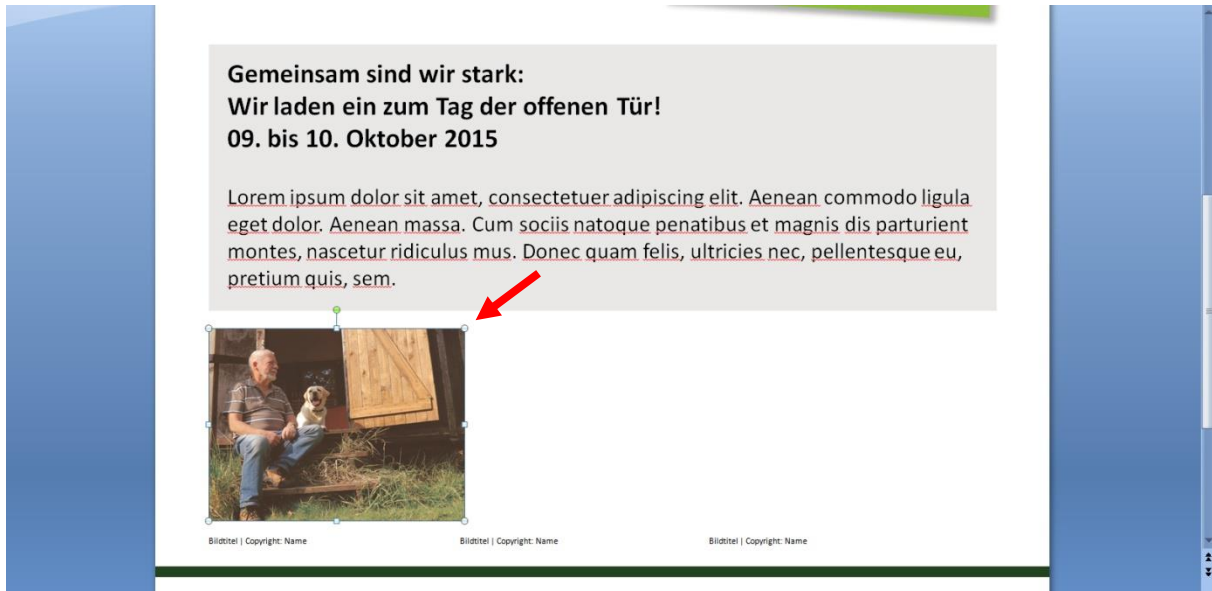 Gemeinsam sind wir stark:
Wir laden ein zum Tag der offenen Tür!
09. bis 10. Oktober 2015
Lorem ipsum dolor sit amet, consectetuer adipiscing elit. Aenean commodo ligula
eget dolor. Aenean massa. Cum sociis natoque penatibus et magnis dis parturient
montes, nascetur ridiculus mus. Donec quam felis, ultricies nec, pellentesque eu,
pretium quis, sem.
Bildtitel | Copyright: Name
Bildtitel | Copyright: Name
Bildtitel | Copyright: Name